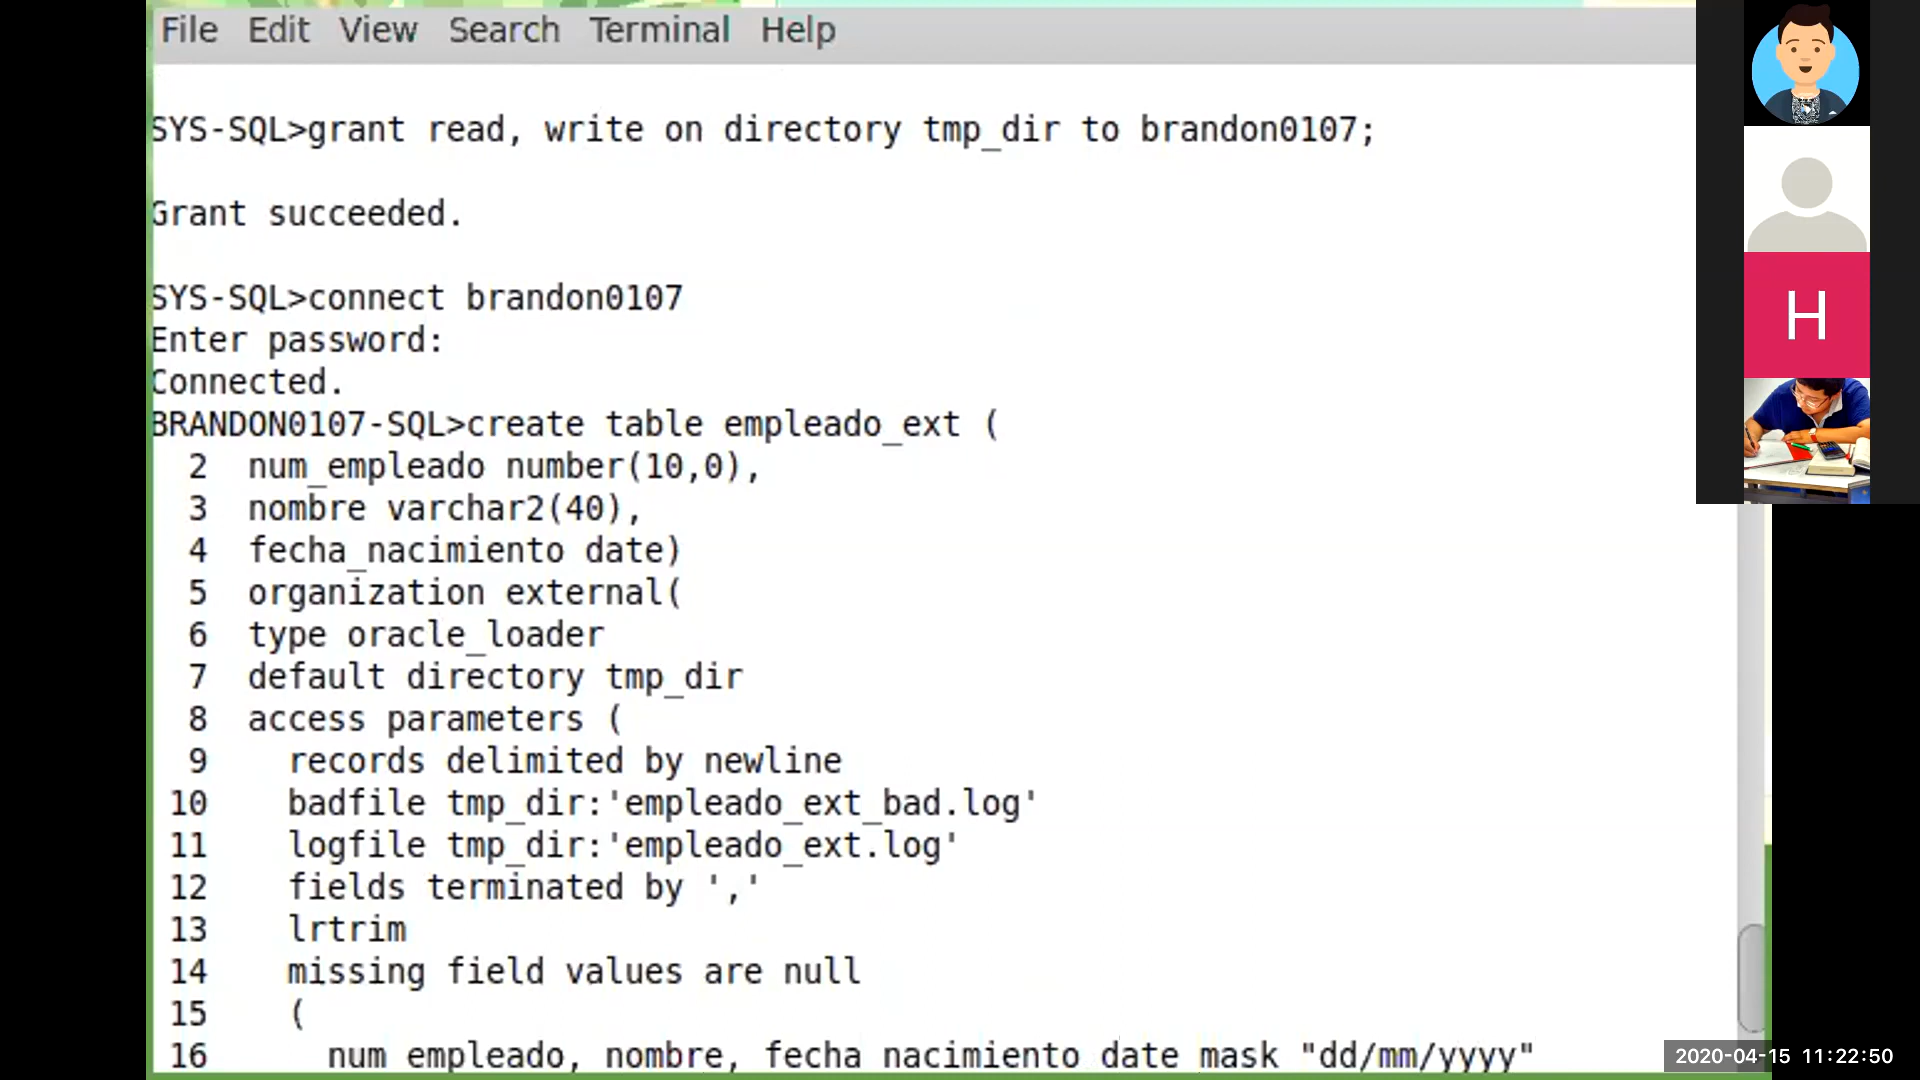 File Edit View Search Terminal Help
SYS-SQL>grant read, write on directory tmp_dir to brandon0107;
Grant succeeded.
SYS-SQL>connect brandon0107
Enter password:
Connected.
BRANDON0107-SQL>create table empleado_ext (
2 num_empleado number(10,0),
3 nombre varchar2(40),
4 fecha_nacimiento date)
5 organization external(
6 type oracle_loader
7 default directory tmp_dir
8 access parameters (
9 records delimited by newline
10 badfile tmp_dir:'empleado_ext_bad.log'
11 logfile tmp_dir:'empleado_ext.log'
12 fields terminated by ','
13 lrtrim
14 missing field values are null
15 (
16 num_empleado, nombre, fecha_nacimiento date mask "dd/mm/yyyy"
H
2020-04-15 11:22:50